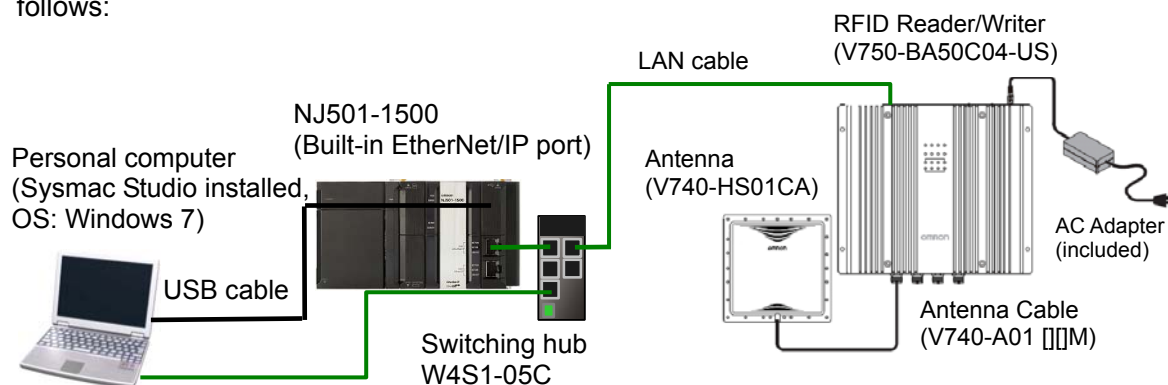 follows:
RFID Reader/Writer
(V750-BA50C04-US)
LAN cable
NJ501-1500
(Built-in EtherNet/IP port)
Personal computer
(Sysmac Studio installed,
OS: Windows 7)
Antenna
(V740-HS01CA)
AC Adapter
(included)
USB cable
Antenna Cable
(V740-A01 [][]M)
Switching hub
W4S1-05C
omron
omron